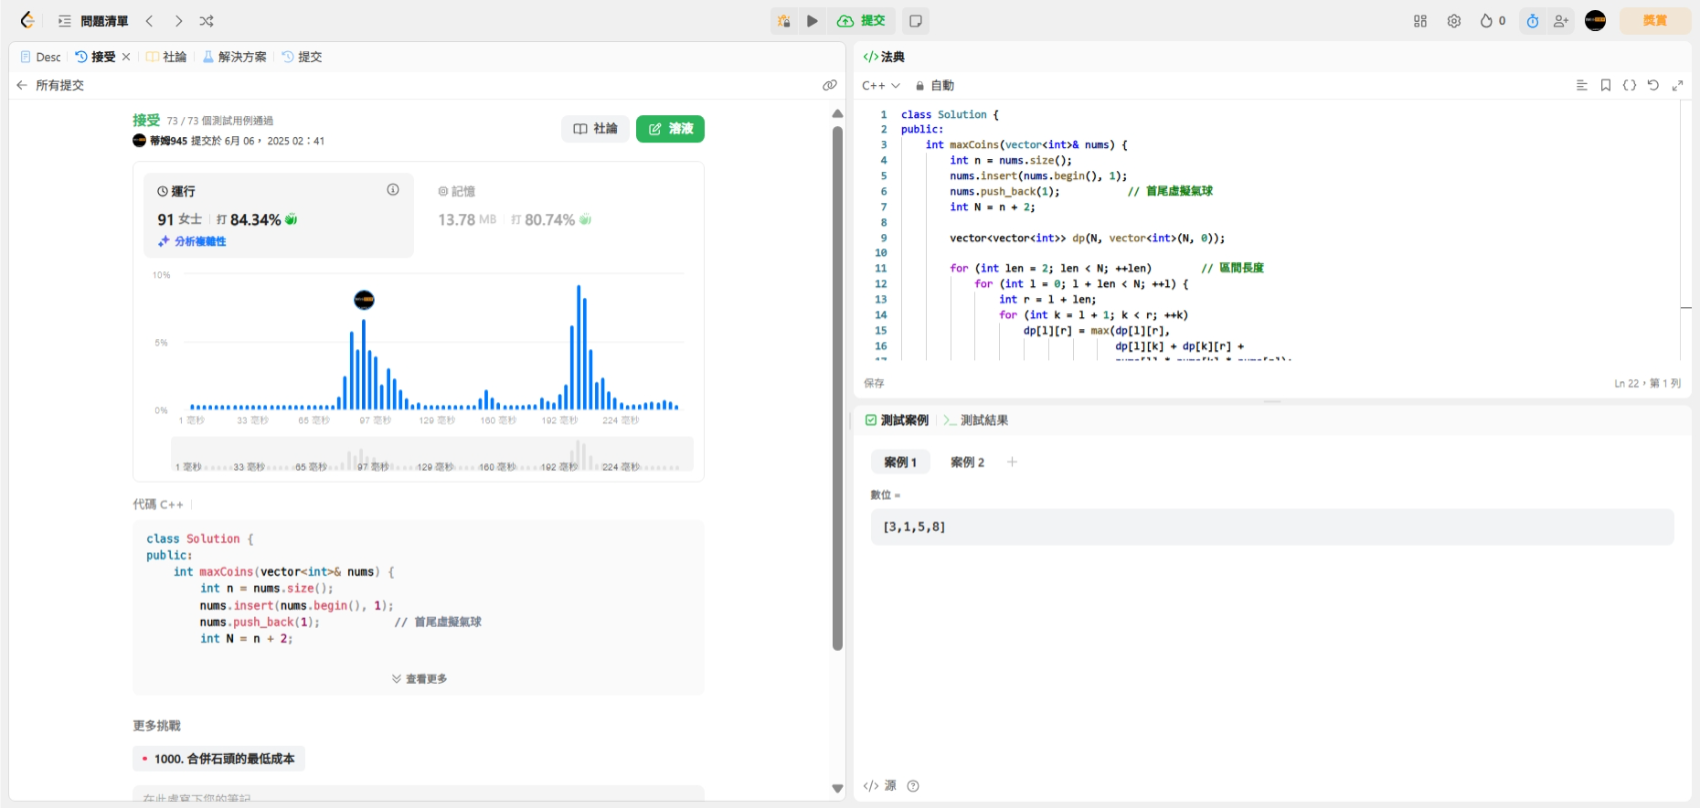 問題清單
提交
0
獎賞
Desc
接受
社論
解決方案
提交
所有提交
接受 73 / 73 個測試用例通過
蒂姆945 提交於 6月 06， 2025 02：41
社論
溶液
運行
91 女士 打 84.34%
分析複雜性
記憶
13.78 MB 打 80.74%
10%
5%
0%
1 毫秒 33 毫秒 65 毫秒 97 毫秒 129 毫秒 160 毫秒 192 毫秒 224 毫秒
1 毫秒 33 毫秒 65 毫秒 97 毫秒 129 毫秒 160 毫秒 192 毫秒 224 毫秒
代碼 C++
class Solution {
public:
int maxCoins(vector<int>& nums) {
int n = nums.size();
nums.insert(nums.begin(), 1);
nums.push_back(1); // 首尾虛擬氣球
int N = n + 2;
查看更多
更多挑戰
1000. 合併石頭的最低成本
在此處寫下您的筆記
</>法典
C++ 自動
1 class Solution {
2 public:
3 int maxCoins(vector<int>& nums) {
4 int n = nums.size();
5 nums.insert(nums.begin(), 1);
6 nums.push_back(1); // 首尾虛擬氣球
7 int N = n + 2;
8
9 vector<vector<int>> dp(N, vector<int>(N, 0));
10
11 for (int len = 2; len < N; ++len) // 區間長度
12 for (int l = 0; l + len < N; ++l) {
13 int r = l + len;
14 for (int k = l + 1; k < r; ++k)
15 dp[l][r] = max(dp[l][r],
16 dp[l][k] + dp[k][r] +
17 nums[l] * nums[k] * nums[r]);
保存
Ln 22，第 1 列
測試案例
測試結果
案例 1
案例 2
數位 =
[3,1,5,8]
</> 源